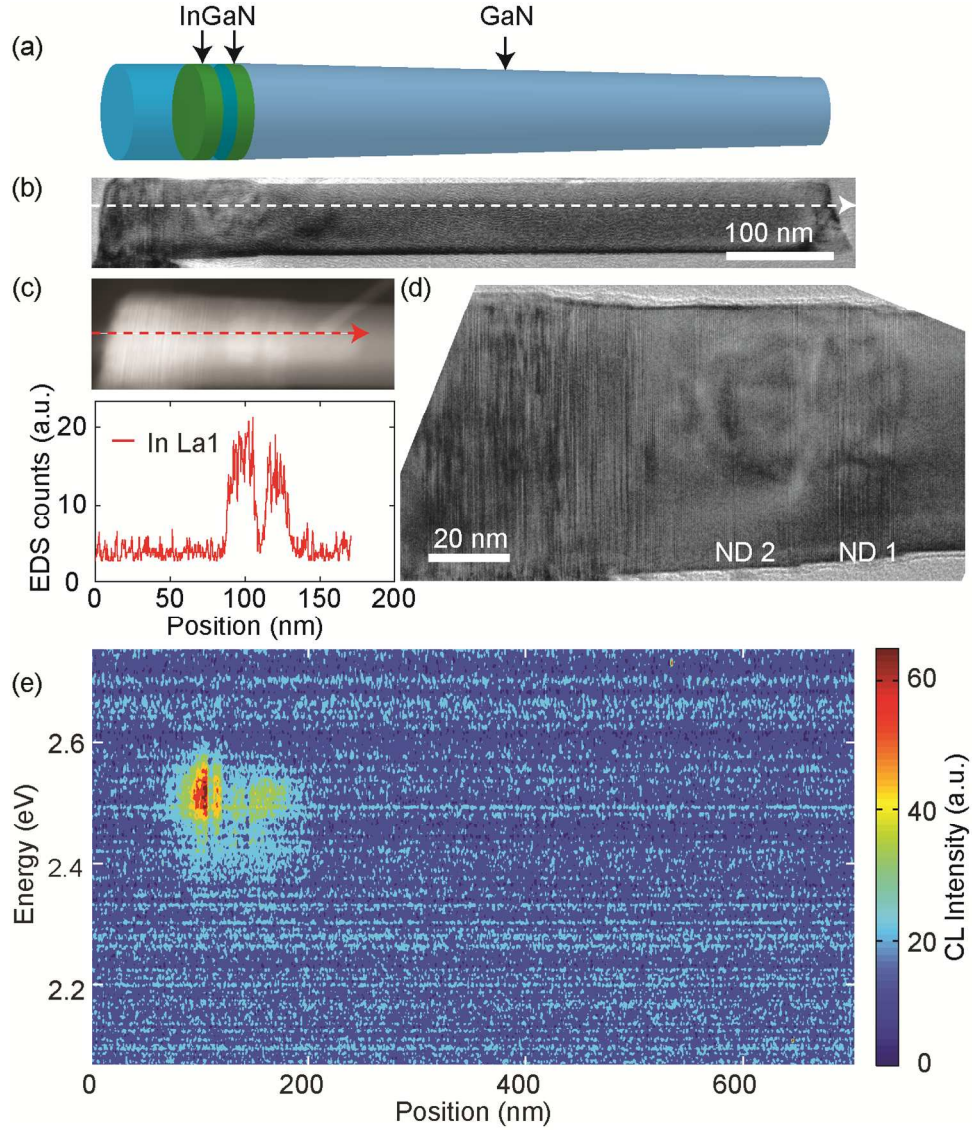 (a)
InGaN
GaN
(b)
100 nm
(c)
(d)
20
10
0
EDS counts (a.u.)
In La1
0 50 100 150 200
Position (nm)
20 nm
ND 2
ND 1
(e)
2.6
2.4
2.2
Energy (eV)
0 200 400 600
Position (nm)
60
40
20
0
CL Intensity (a.u.)